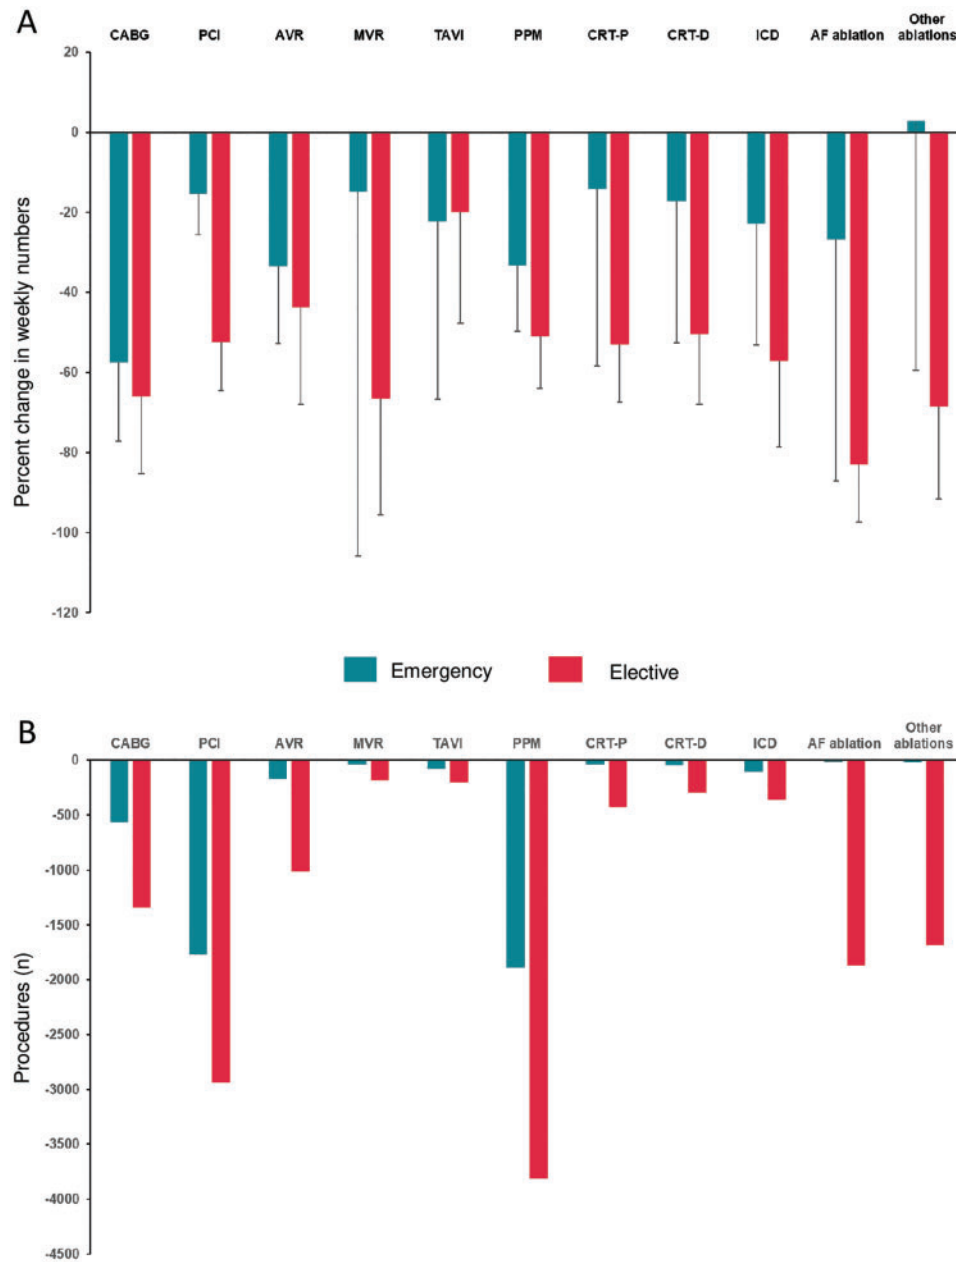 A
CABG PCI AVR MVR TAVI PPM CRT-P CRT-D ICD AF ablation Other ablations
20
0
-20
-40
-60
-80
-100
-120
Percent change in weekly numbers
Emergency Elective
B
CABG PCI AVR MVR TAVI PPM CRT-P CRT-D ICD AF ablation Other ablations
0
-500
-1000
-1500
-2000
-2500
-3000
-3500
-4000
-4500
Procedures (n)